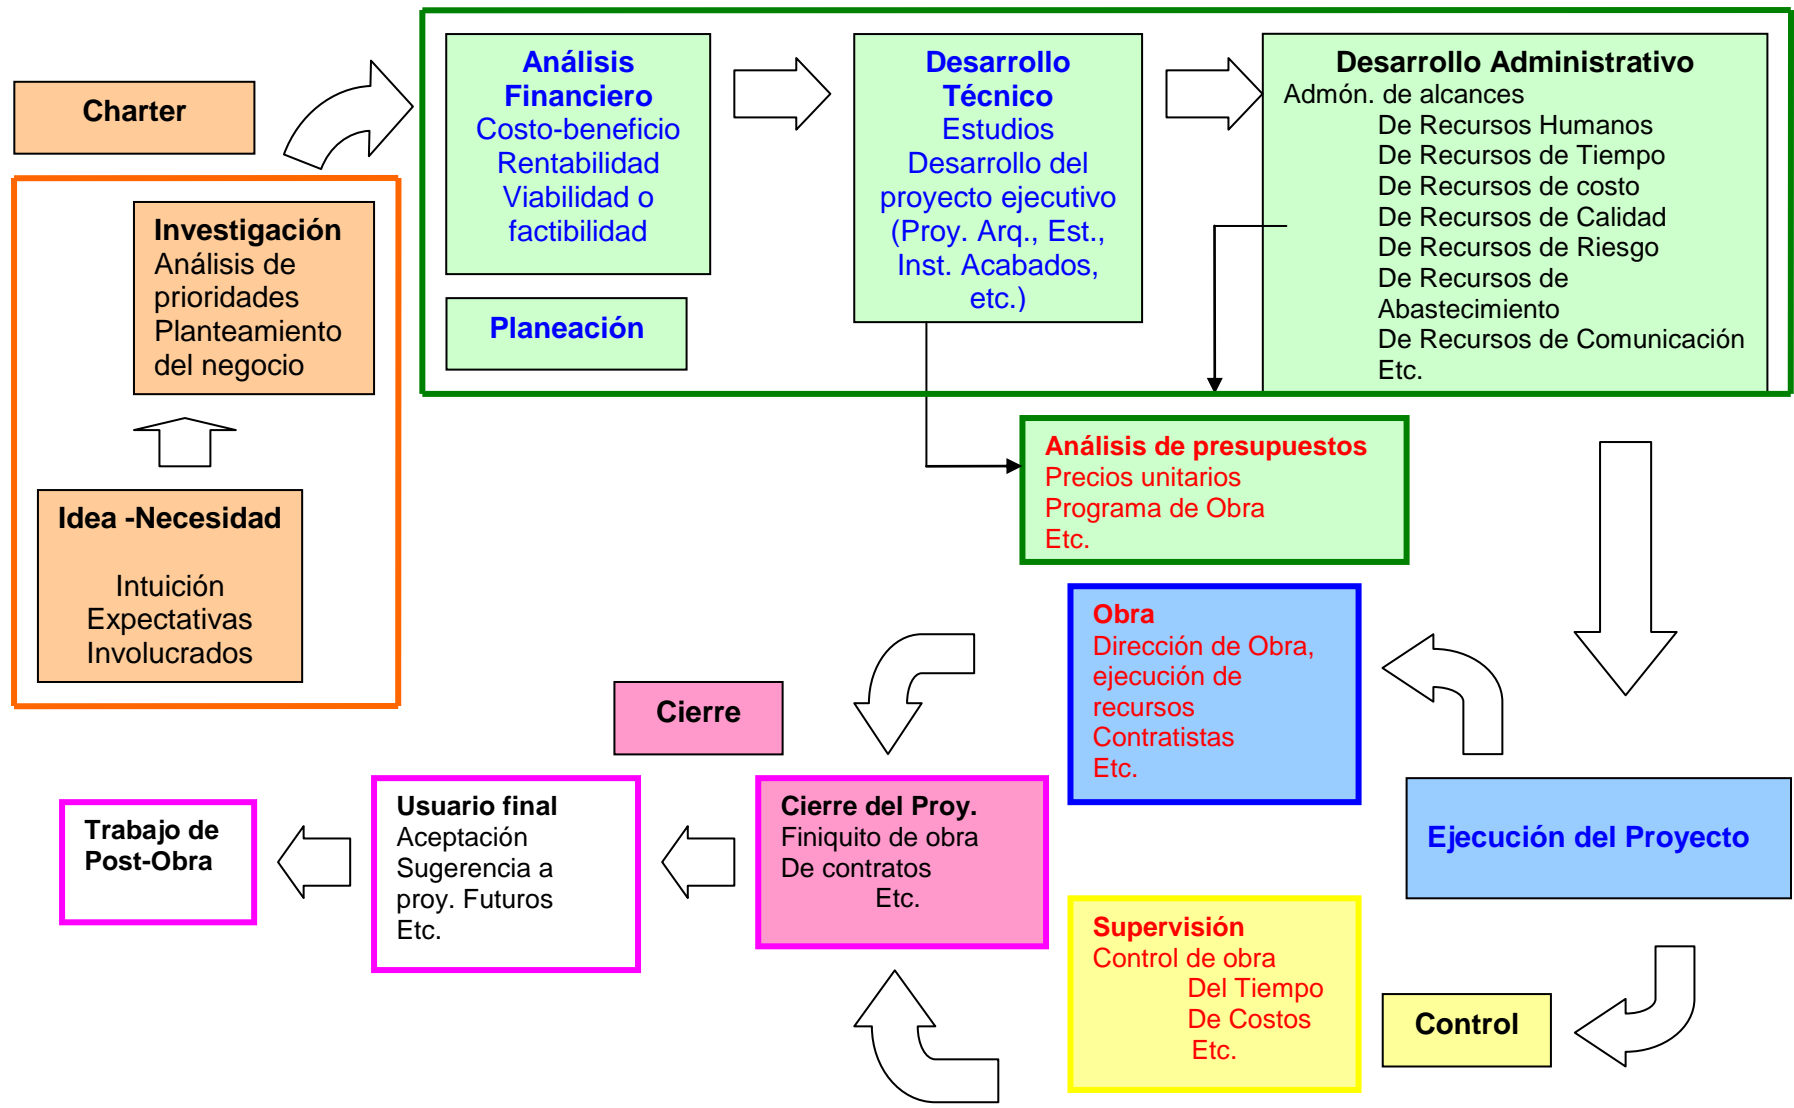 Charter
Investigación
Análisis de
prioridades
Planteamiento
del negocio
Idea -Necesidad
Intuición
Expectativas
Involucrados
Análisis
Financiero
Costo-beneficio
Rentabilidad
Viabilidad o
factibilidad
Planeación
Desarrollo
Técnico
Estudios
Desarrollo del
proyecto ejecutivo
(Proy. Arq., Est.,
Inst. Acabados,
etc.)
Desarrollo Administrativo
Admón. de alcances
De Recursos Humanos
De Recursos de Tiempo
De Recursos de costo
De Recursos de Calidad
De Recursos de Riesgo
De Recursos de
Abastecimiento
De Recursos de Comunicación
Etc.
Análisis de presupuestos
Precios unitarios
Programa de Obra
Etc.
Obra
Dirección de Obra,
ejecución de
recursos
Contratistas
Etc.
Ejecución del Proyecto
Supervisión
Control de obra
Del Tiempo
De Costos
Etc.
Control
Cierre
Cierre del Proy.
Finiquito de obra
De contratos
Etc.
Usuario final
Aceptación
Sugerencia a
proy. Futuros
Etc.
Trabajo de
Post-Obra